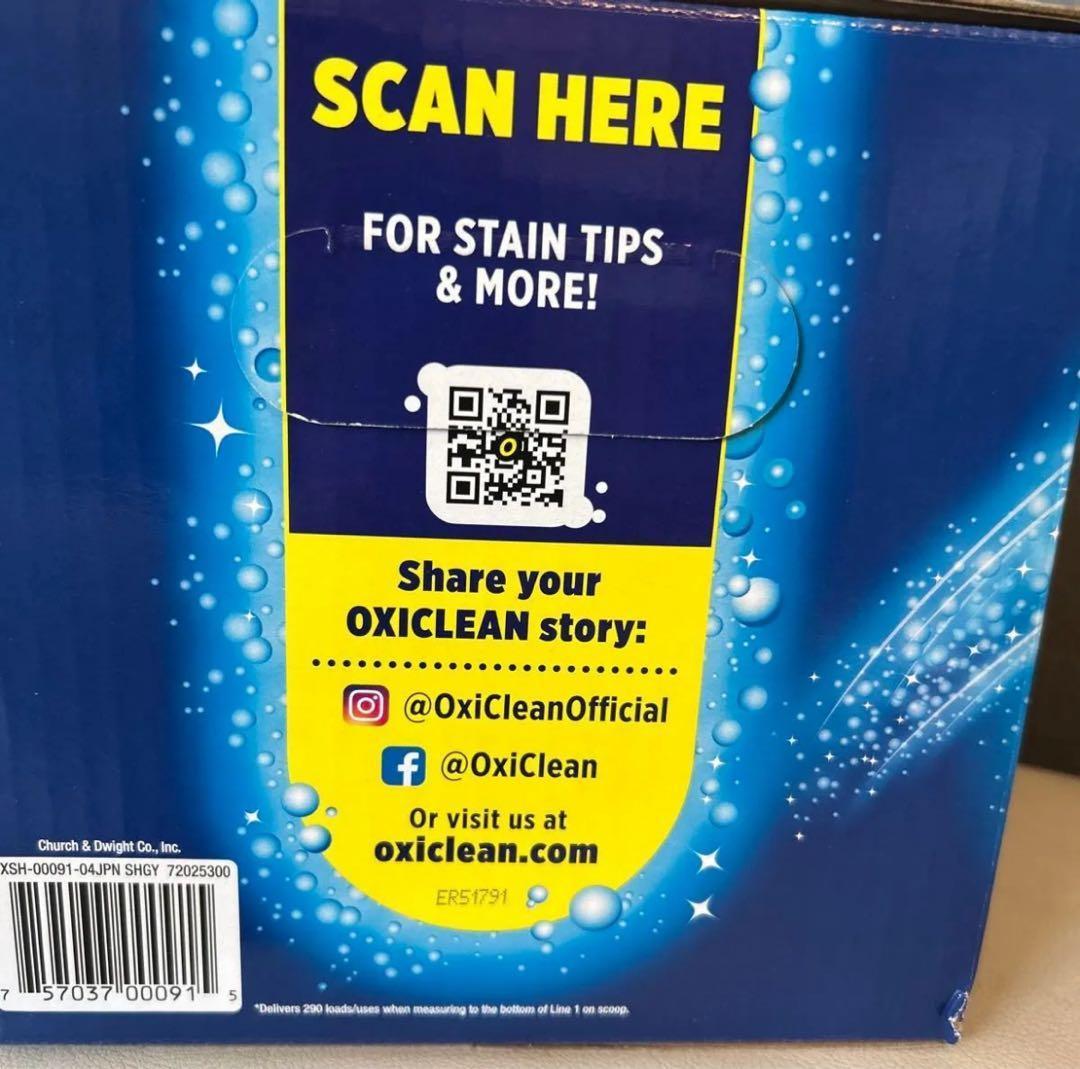 SCAN HERE
FOR STAIN TIPS
& MORE!
O
Share your
OXICLEAN story:
@OxiCleanOfficial
f @OxiClean
Or visit us at
oxiclean.com
ER51791
Church & Dwight Co., Inc.
XSH-00091-04JPN SHGY 72025300
7 57037 00091 5
*Delivers 290 loads/uses when measuring to the bottom of Line 1 on scoop.